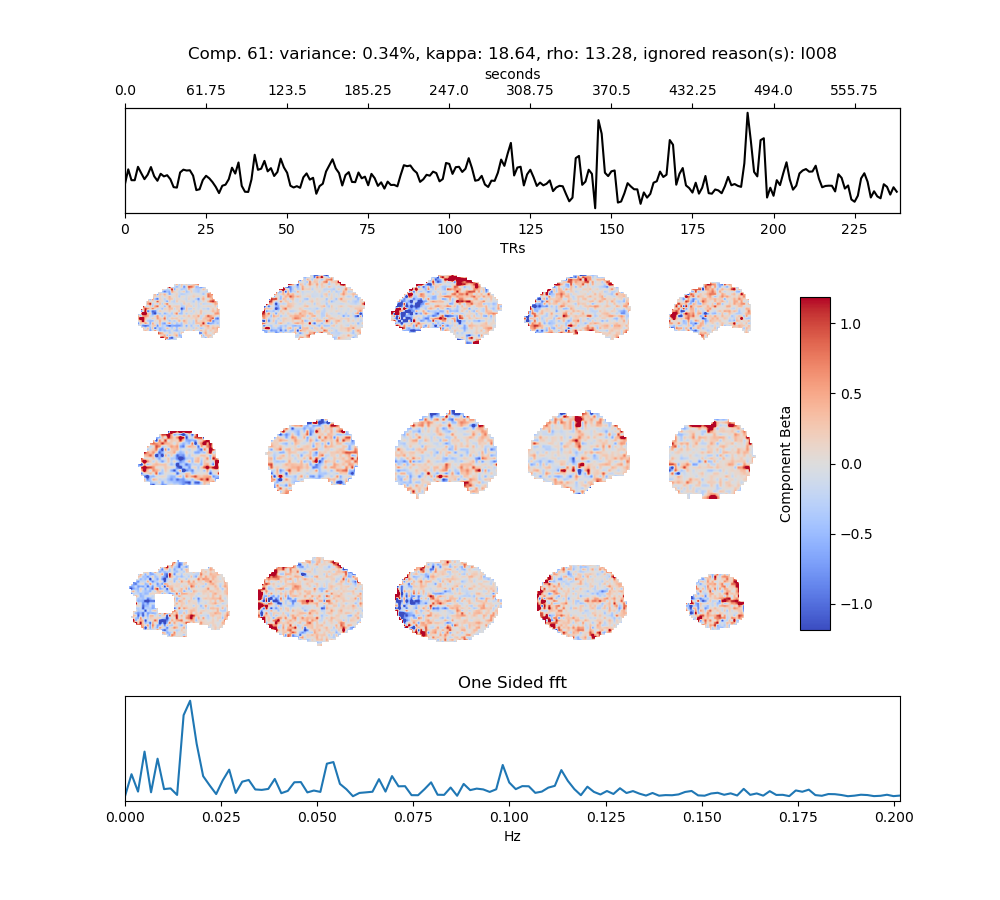 Comp. 61: variance: 0.34%, kappa: 18.64, rho: 13.28, ignored reason(s): I008
seconds
0.0 61.75 123.5 185.25 247.0 308.75 370.5 432.25 494.0 555.75
0 25 50 75 100 125 150 175 200 225
TRs
1.0
0.5
0.0
−0.5
−1.0
Component Beta
One Sided fft
0.000 0.025 0.050 0.075 0.100 0.125 0.150 0.175 0.200
Hz